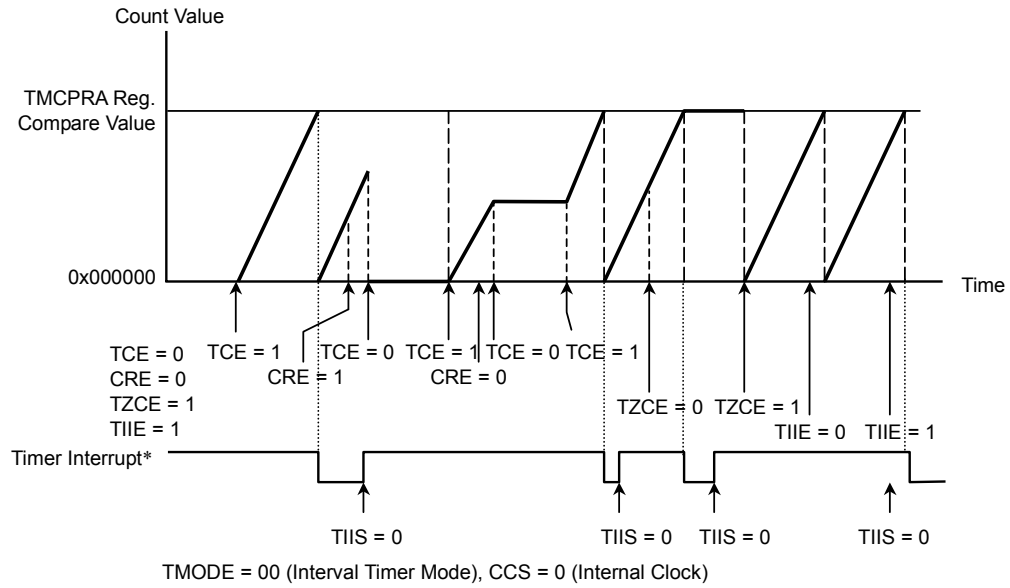 Count Value
TMCPRA Reg.
Compare Value
0x000000
Time
TCE = 0
CRE = 0
TZCE = 1
TIIE = 1
TCE = 1
CRE = 1
TCE = 0
TCE = 1
CRE = 0
TCE = 0
TCE = 1
TZCE = 0
TZCE = 1
TIIE = 0
TIIE = 1
Timer Interrupt*
TIIS = 0
TIIS = 0
TIIS = 0
TIIS = 0
TMODE = 00 (Interval Timer Mode), CCS = 0 (Internal Clock)